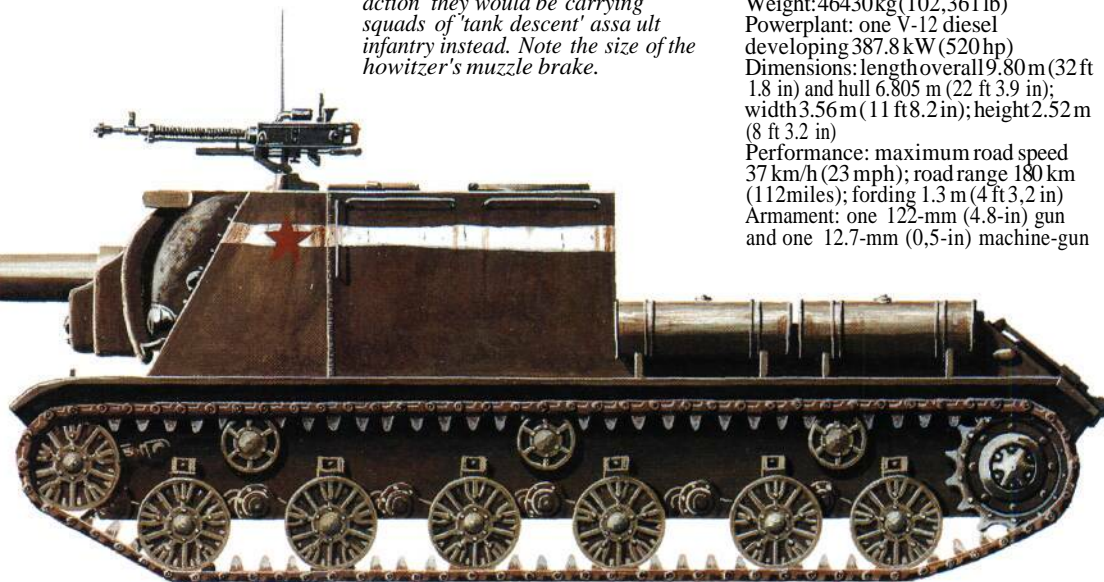 action they would be carrying
squads of 'tank descent' assa ult
infantry instead. Note the size of the
howitzer's muzzle brake.
Weight: 46430 kg (102,361 lb)
Powerplant: one V-12 diesel
developing 387.8 kW (520 hp)
Dimensions: length overall 9.80 m (32 ft
1.8 in) and hull 6.805 m (22 ft 3.9 in);
width 3.56 m (11 ft 8.2 in); height 2.52 m
(8 ft 3.2 in)
Performance: maximum road speed
37 km/h (23 mph); road range 180 km
(112 miles); fording 1.3 m (4 ft 3,2 in)
Armament: one 122-mm (4.8-in) gun
and one 12.7-mm (0,5-in) machine-gun